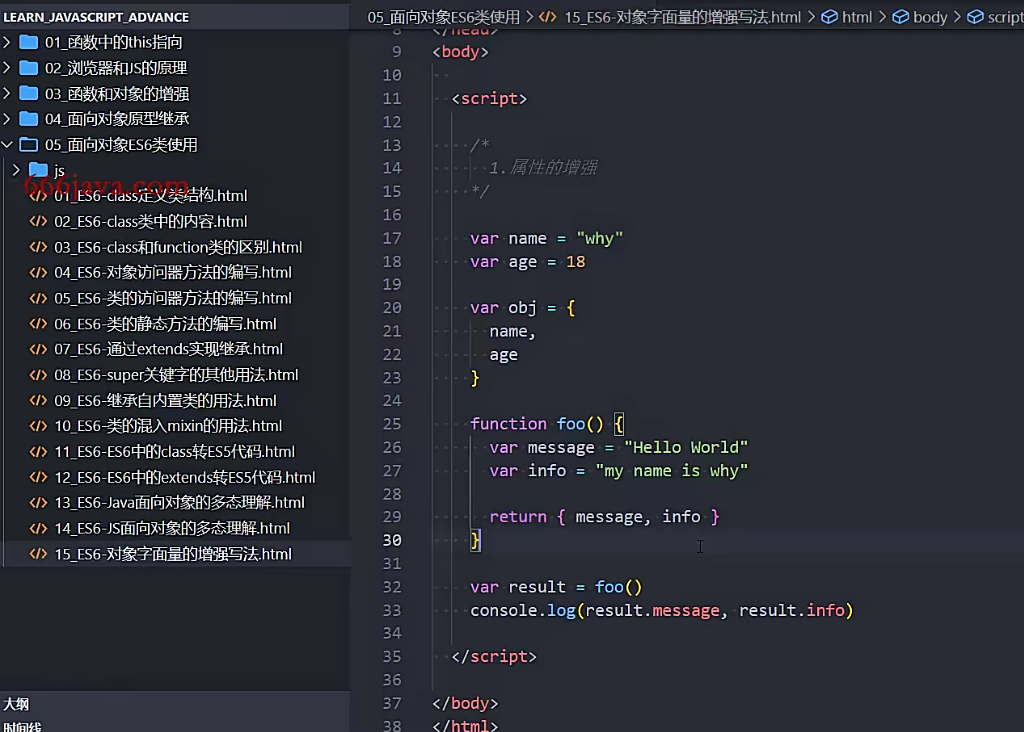 LEARN_JAVASCRIPT_ADVANCE
01_函数中的this指向
02_浏览器和JS的原理
03_函数和对象的增强
04_面向对象原型继承
05_面向对象ES6类使用
js
666java.com
01_ES6-class定义类结构.html
02_ES6-class类中的内容.html
03_ES6-class和function类的区别.html
04_ES6-对象访问器方法的编写.html
05_ES6-类的访问器方法的编写.html
06_ES6-类的静态方法的编写.html
07_ES6-通过extends实现继承.html
08_ES6-super关键字的其他用法.html
09_ES6-继承自内置类的用法.html
10_ES6-类的混入mixin的用法.html
11_ES6-ES6中的class转ES5代码.html
12_ES6-ES6中的extends转ES5代码.html
13_ES6-Java面向对象的多态理解.html
14_ES6-JS面向对象的多态理解.html
15_ES6-对象字面量的增强写法.html
大纲
时间线
05_面向对象ES6类使用 > 15_ES6-对象字面量的增强写法.html > html > body > script
8 </head>
9 <body>
10
11 <script>
12
13 /*
14 1.属性的增强
15 */
16
17 var name = "why"
18 var age = 18
19
20 var obj = {
21 name,
22 age
23 }
24
25 function foo() {
26 var message = "Hello World"
27 var info = "my name is why"
28
29 return { message, info }
30 }
31
32 var result = foo()
33 console.log(result.message, result.info)
34
35 </script>
36
37 </body>
38 </html>